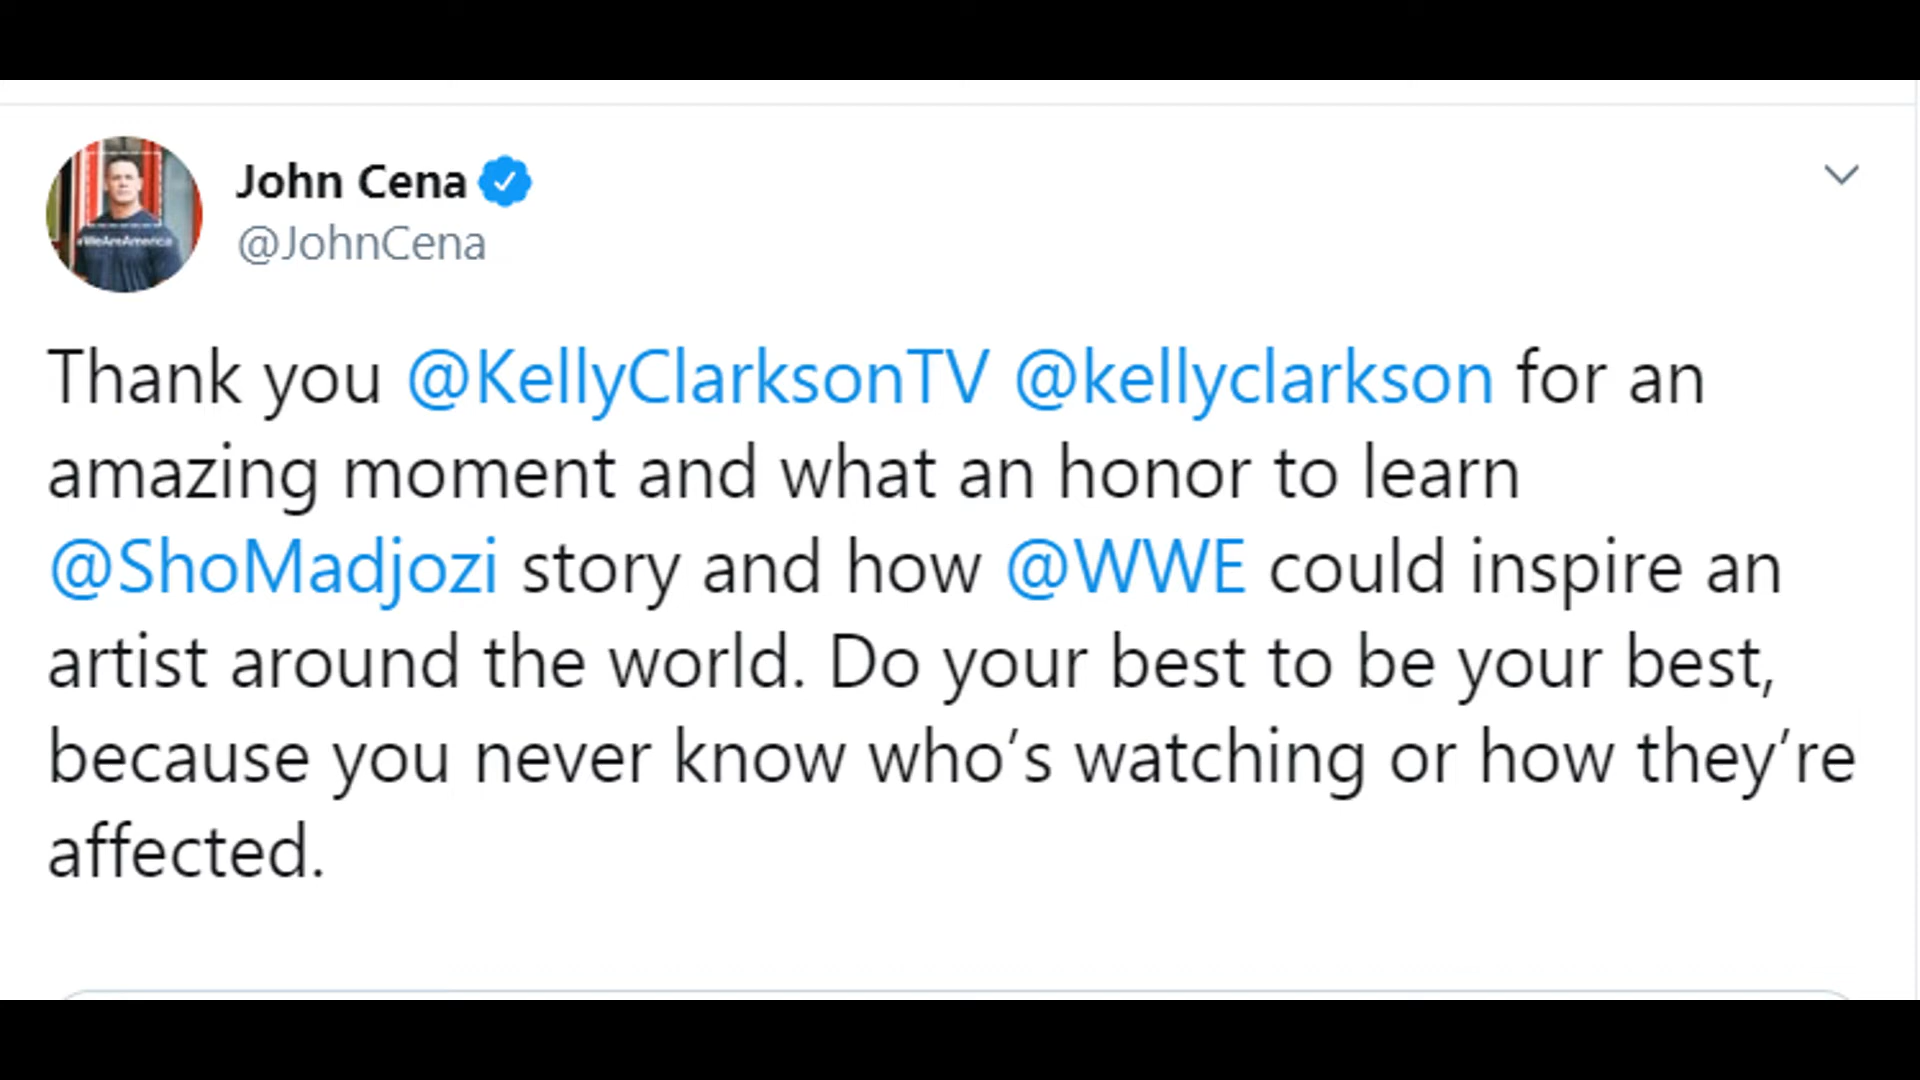 John Cena
@JohnCena
#WeAreAmerica
Thank you @KellyClarksonTV @kellyclarkson for an
amazing moment and what an honor to learn
@ShoMadjozi story and how @WWE could inspire an
artist around the world. Do your best to be your best,
because you never know who’s watching or how they’re
affected.